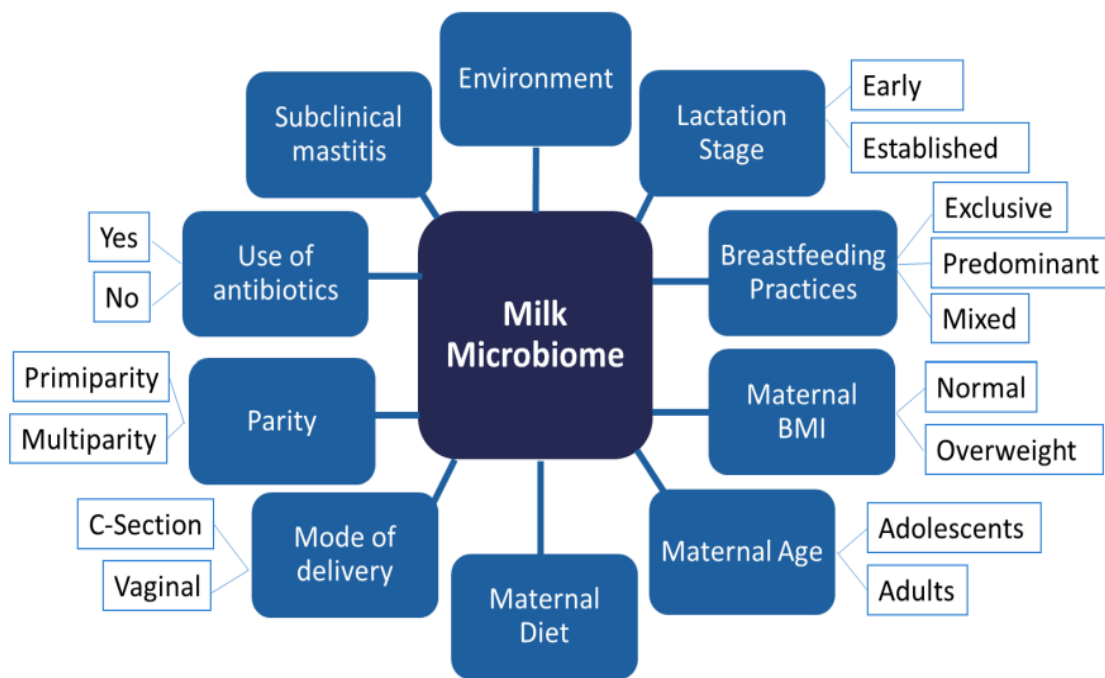 Environment
Subclinical
mastitis
Lactation
Stage
Early
Established
Use of
antibiotics
Yes
No
Breastfeeding
Practices
Exclusive
Predominant
Mixed
Milk
Microbiome
Parity
Primiparity
Multiparity
Maternal
BMI
Normal
Overweight
Mode of
delivery
C-Section
Vaginal
Maternal
Diet
Maternal Age
Adolescents
Adults